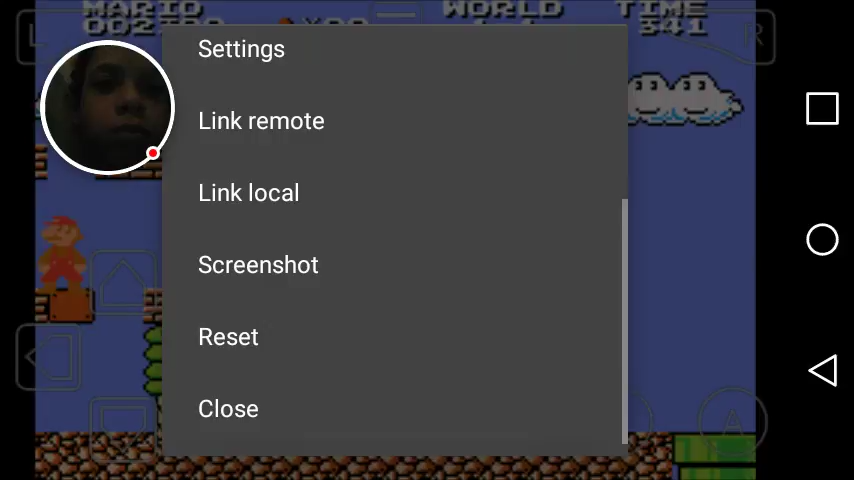 MARIO
WORLD
TIME
341
L
R
Settings
Link remote
Link local
Screenshot
Reset
Close
A